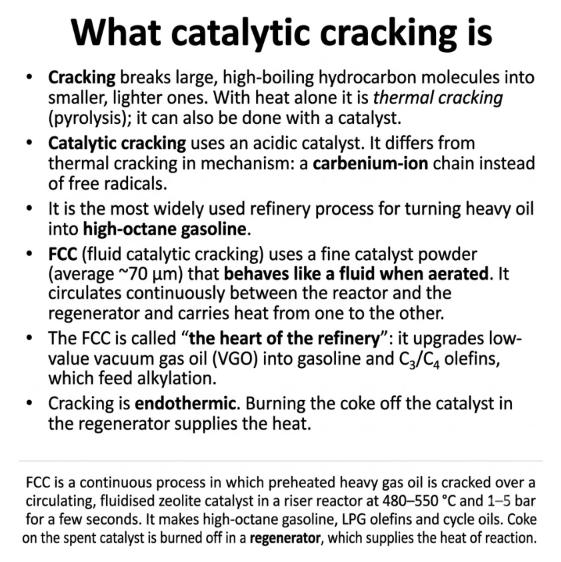 What catalytic cracking is
• Cracking breaks large, high-boiling hydrocarbon molecules into
smaller, lighter ones. With heat alone it is thermal cracking
(pyrolysis); it can also be done with a catalyst.
• Catalytic cracking uses an acidic catalyst. It differs from
thermal cracking in mechanism: a carbenium-ion chain instead
of free radicals.
• It is the most widely used refinery process for turning heavy oil
into high-octane gasoline.
• FCC (fluid catalytic cracking) uses a fine catalyst powder
(average ~70 µm) that behaves like a fluid when aerated. It
circulates continuously between the reactor and the
regenerator and carries heat from one to the other.
• The FCC is called “the heart of the refinery”: it upgrades low-
value vacuum gas oil (VGO) into gasoline and C₃/C₄ olefins,
which feed alkylation.
• Cracking is endothermic. Burning the coke off the catalyst in
the regenerator supplies the heat.
FCC is a continuous process in which preheated heavy gas oil is cracked over a
circulating, fluidised zeolite catalyst in a riser reactor at 480–550 °C and 1–5 bar
for a few seconds. It makes high-octane gasoline, LPG olefins and cycle oils. Coke
on the spent catalyst is burned off in a regenerator, which supplies the heat of reaction.